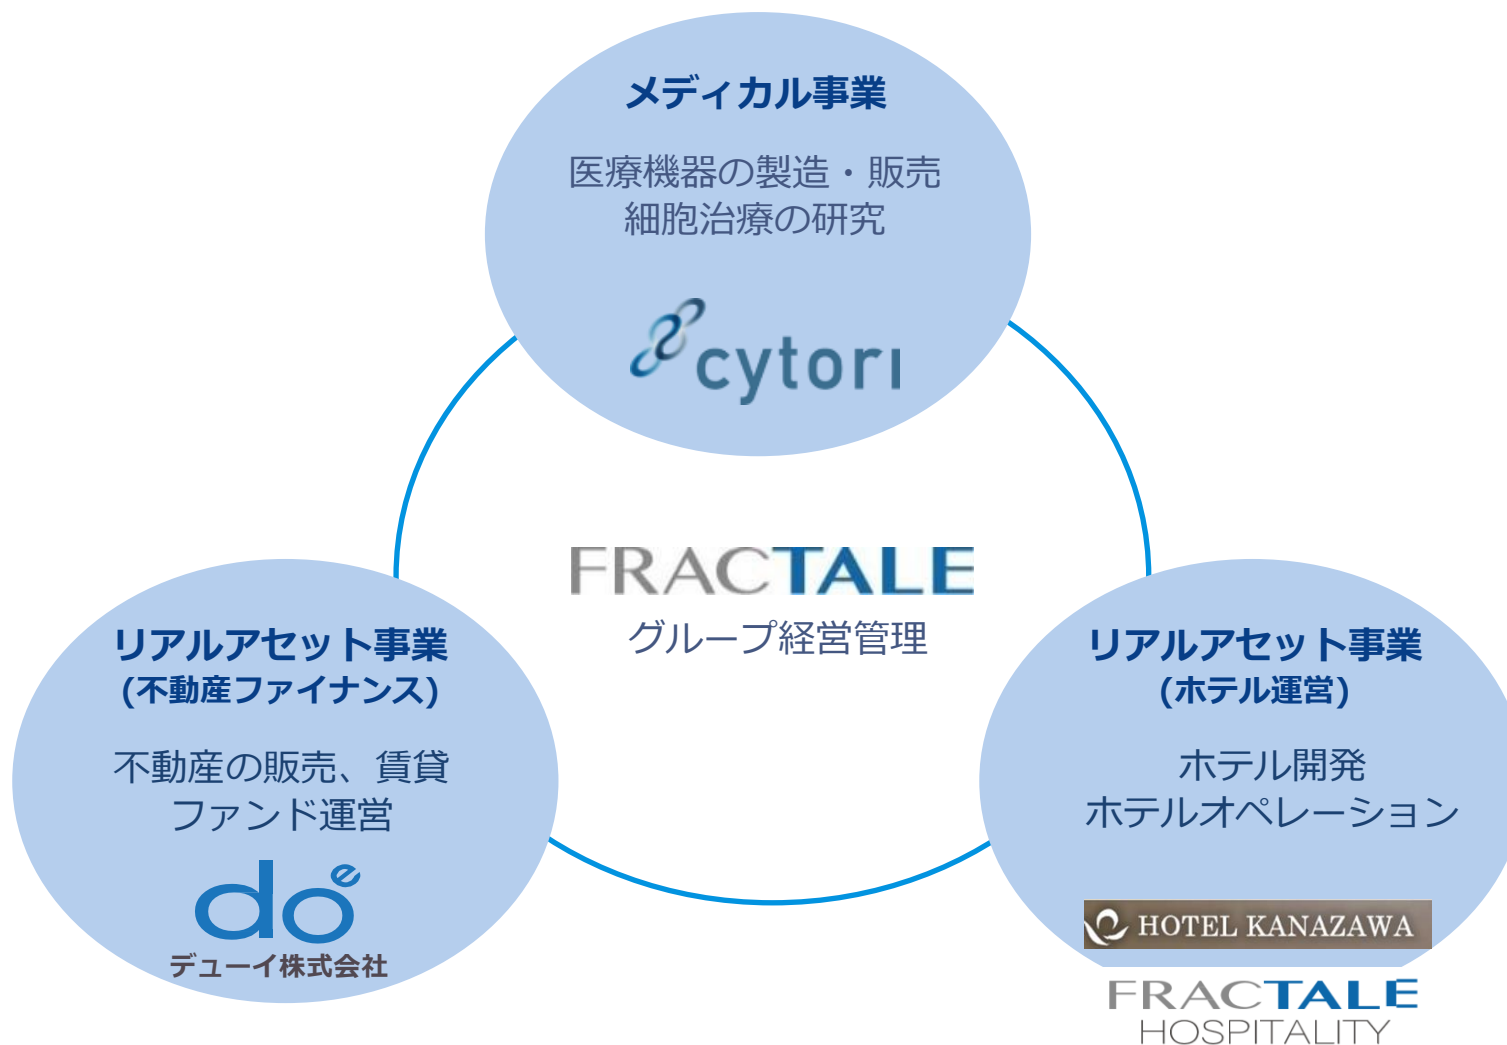 メディカル事業
医療機器の製造・販売
細胞治療の研究
cytori
FRACTALE
グループ経営管理
リアルアセット事業
(不動産ファイナンス)
不動産の販売、賃貸
ファンド運営
doe
デューイ株式会社
リアルアセット事業
(ホテル運営)
ホテル開発
ホテルオペレーション
HOTEL KANAZAWA
FRACTALE
HOSPITALITY